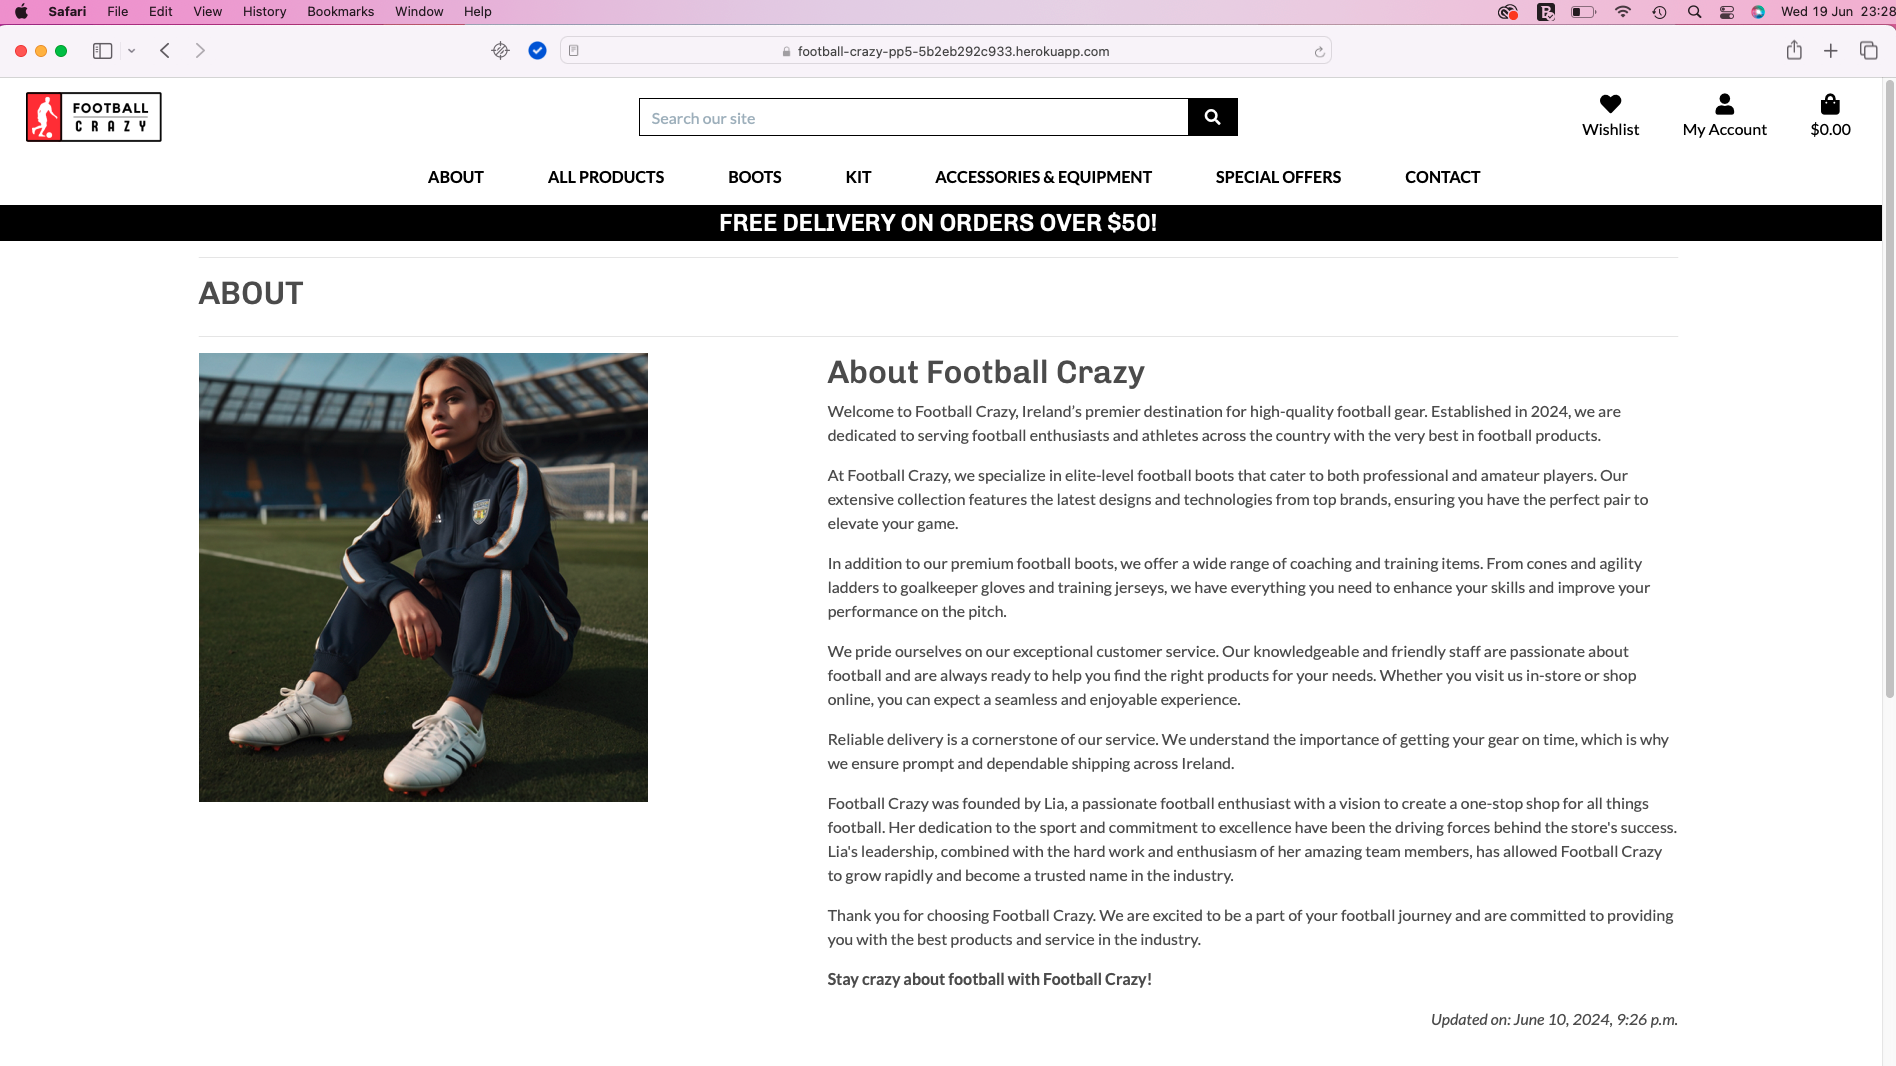 Safari File Edit View History Bookmarks Window Help Wed 19 Jun 23:28
football-crazy-pp5-5b2eb292c933.herokuapp.com
FOOTBALL
CRAZY
Search our site
Wishlist
My Account
$0.00
ABOUT ALL PRODUCTS BOOTS KIT ACCESSORIES & EQUIPMENT SPECIAL OFFERS CONTACT
FREE DELIVERY ON ORDERS OVER $50!
ABOUT
About Football Crazy
Welcome to Football Crazy, Ireland’s premier destination for high-quality football gear. Established in 2024, we are
dedicated to serving football enthusiasts and athletes across the country with the very best in football products.
At Football Crazy, we specialize in elite-level football boots that cater to both professional and amateur players. Our
extensive collection features the latest designs and technologies from top brands, ensuring you have the perfect pair to
elevate your game.
In addition to our premium football boots, we offer a wide range of coaching and training items. From cones and agility
ladders to goalkeeper gloves and training jerseys, we have everything you need to enhance your skills and improve your
performance on the pitch.
We pride ourselves on our exceptional customer service. Our knowledgeable and friendly staff are passionate about
football and are always ready to help you find the right products for your needs. Whether you visit us in-store or shop
online, you can expect a seamless and enjoyable experience.
Reliable delivery is a cornerstone of our service. We understand the importance of getting your gear on time, which is why
we ensure prompt and dependable shipping across Ireland.
Football Crazy was founded by Lia, a passionate football enthusiast with a vision to create a one-stop shop for all things
football. Her dedication to the sport and commitment to excellence have been the driving forces behind the store's success.
Lia's leadership, combined with the hard work and enthusiasm of her amazing team members, has allowed Football Crazy
to grow rapidly and become a trusted name in the industry.
Thank you for choosing Football Crazy. We are excited to be a part of your football journey and are committed to providing
you with the best products and service in the industry.
Stay crazy about football with Football Crazy!
Updated on: June 10, 2024, 9:26 p.m.